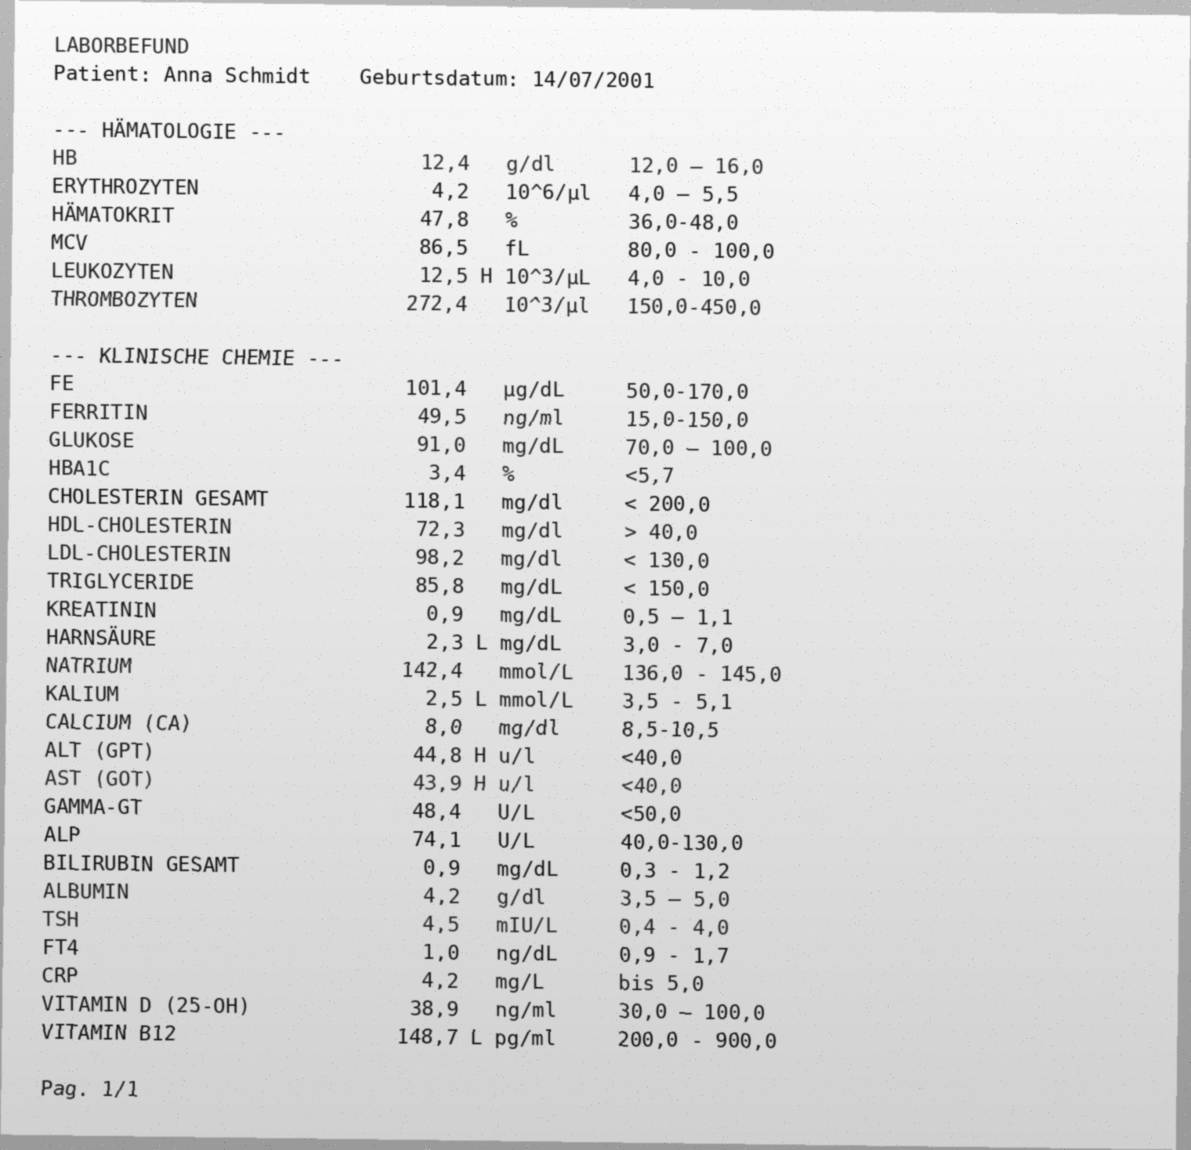 LABORBEFUND
Patient: Anna Schmidt    Geburtsdatum: 14/07/2001

--- HÄMATOLOGIE ---
HB                            12,4   g/dl      12,0 – 16,0
ERYTHROZYTEN                   4,2   10^6/µl   4,0 – 5,5
HÄMATOKRIT                    47,8   %         36,0-48,0
MCV                           86,5   fL        80,0 - 100,0
LEUKOZYTEN                    12,5 H 10^3/µL   4,0 - 10,0
THROMBOZYTEN                 272,4   10^3/µl   150,0-450,0

--- KLINISCHE CHEMIE ---
FE                           101,4   µg/dL     50,0-170,0
FERRITIN                      49,5   ng/ml     15,0-150,0
GLUKOSE                       91,0   mg/dL     70,0 – 100,0
HBA1C                          3,4   %         <5,7
CHOLESTERIN GESAMT           118,1   mg/dl     < 200,0
HDL-CHOLESTERIN               72,3   mg/dl     > 40,0
LDL-CHOLESTERIN               98,2   mg/dl     < 130,0
TRIGLYCERIDE                  85,8   mg/dL     < 150,0
KREATININ                      0,9   mg/dL     0,5 – 1,1
HARNSÄURE                      2,3 L mg/dL     3,0 - 7,0
NATRIUM                      142,4   mmol/L    136,0 - 145,0
KALIUM                         2,5 L mmol/L    3,5 - 5,1
CALCIUM (CA)                   8,0   mg/dl     8,5-10,5
ALT (GPT)                     44,8 H u/l       <40,0
AST (GOT)                     43,9 H u/l       <40,0
GAMMA-GT                      48,4   U/L       <50,0
ALP                           74,1   U/L       40,0-130,0
BILIRUBIN GESAMT               0,9   mg/dL     0,3 - 1,2
ALBUMIN                        4,2   g/dl      3,5 – 5,0
TSH                            4,5   mIU/L     0,4 - 4,0
FT4                            1,0   ng/dL     0,9 - 1,7
CRP                            4,2   mg/L      bis 5,0
VITAMIN D (25-OH)             38,9   ng/ml     30,0 – 100,0
VITAMIN B12                  148,7 L pg/ml     200,0 - 900,0

Pag. 1/1